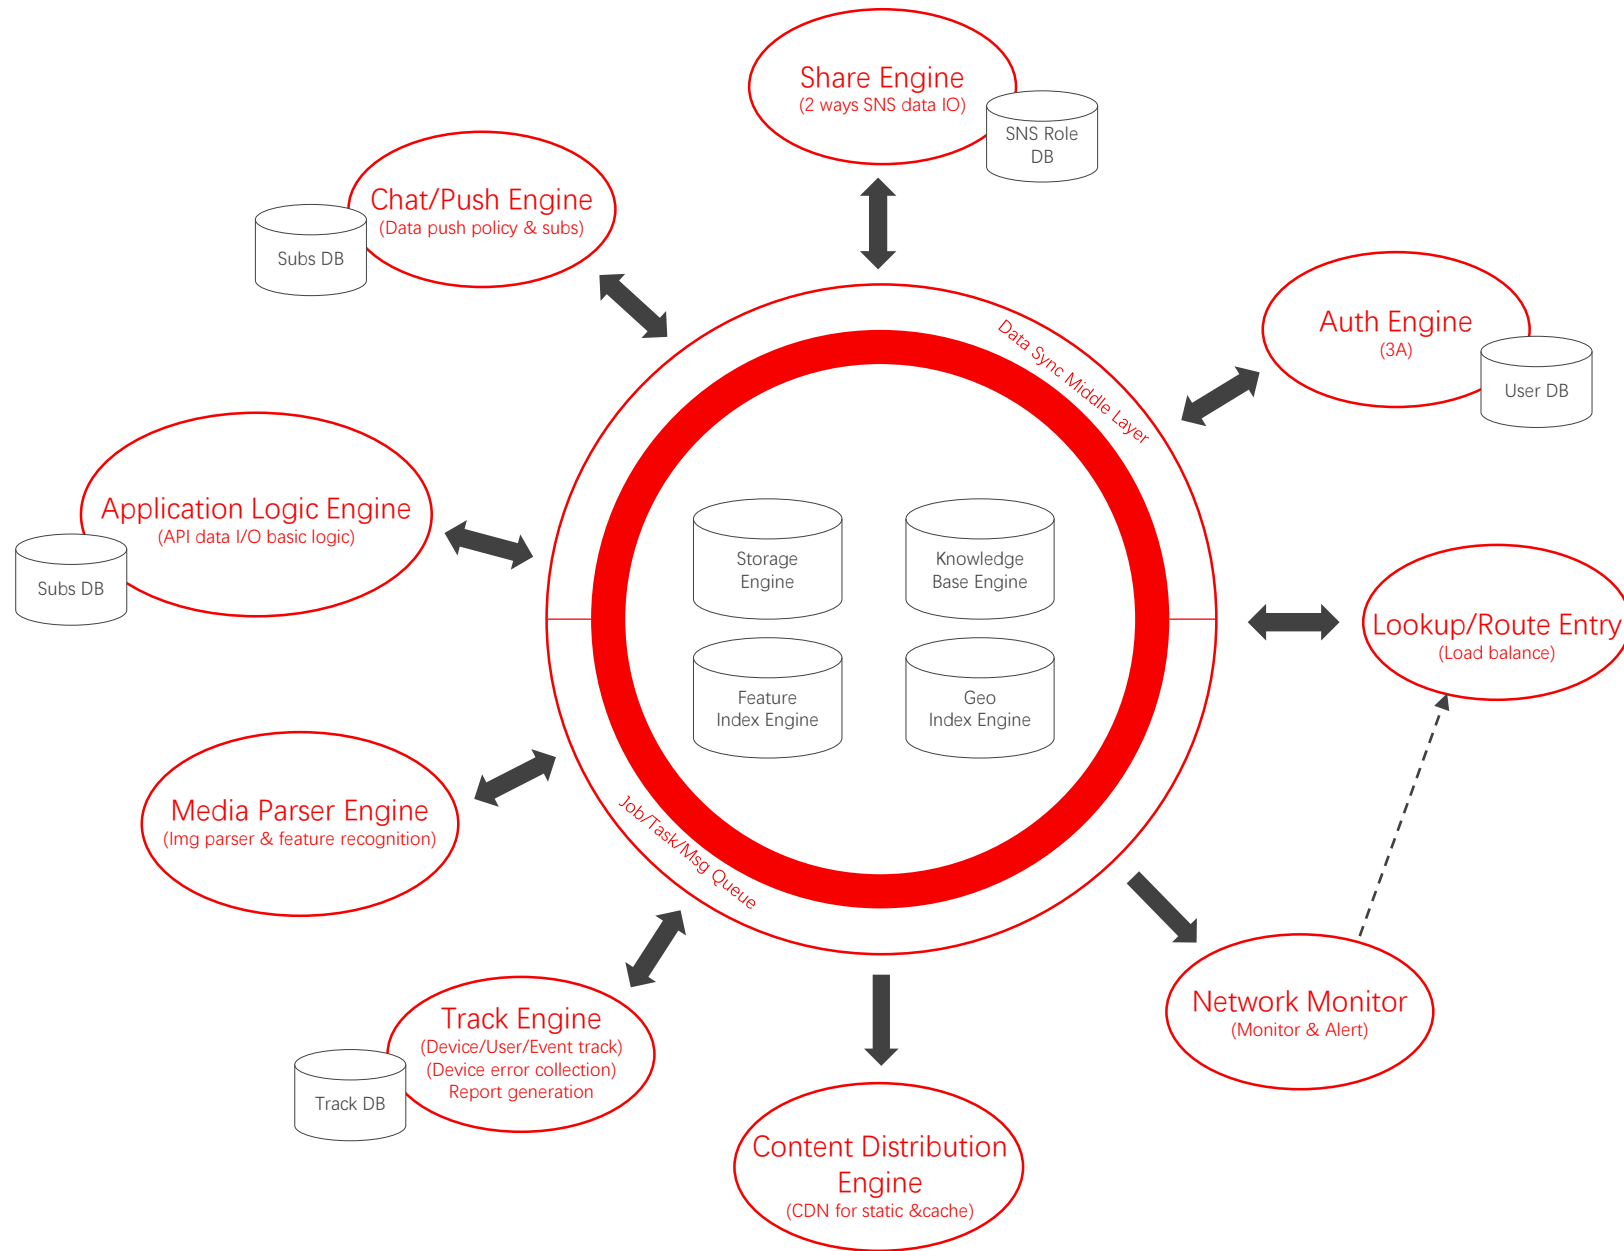 Share Engine
(2 ways SNS data IO)
SNS Role
DB
Chat/Push Engine
(Data push policy & subs)
Subs DB
Auth Engine
(3A)
User DB
Data Sync Middle Layer
Application Logic Engine
(API data I/O basic logic)
Subs DB
Storage
Engine
Knowledge
Base Engine
Lookup/Route Entry
(Load balance)
Feature
Index Engine
Geo
Index Engine
Media Parser Engine
(Img parser & feature recognition)
Job/Task/Msg Queue
Network Monitor
(Monitor & Alert)
Track Engine
(Device/User/Event track)
(Device error collection)
Report generation
Track DB
Content Distribution
Engine
(CDN for static &cache)